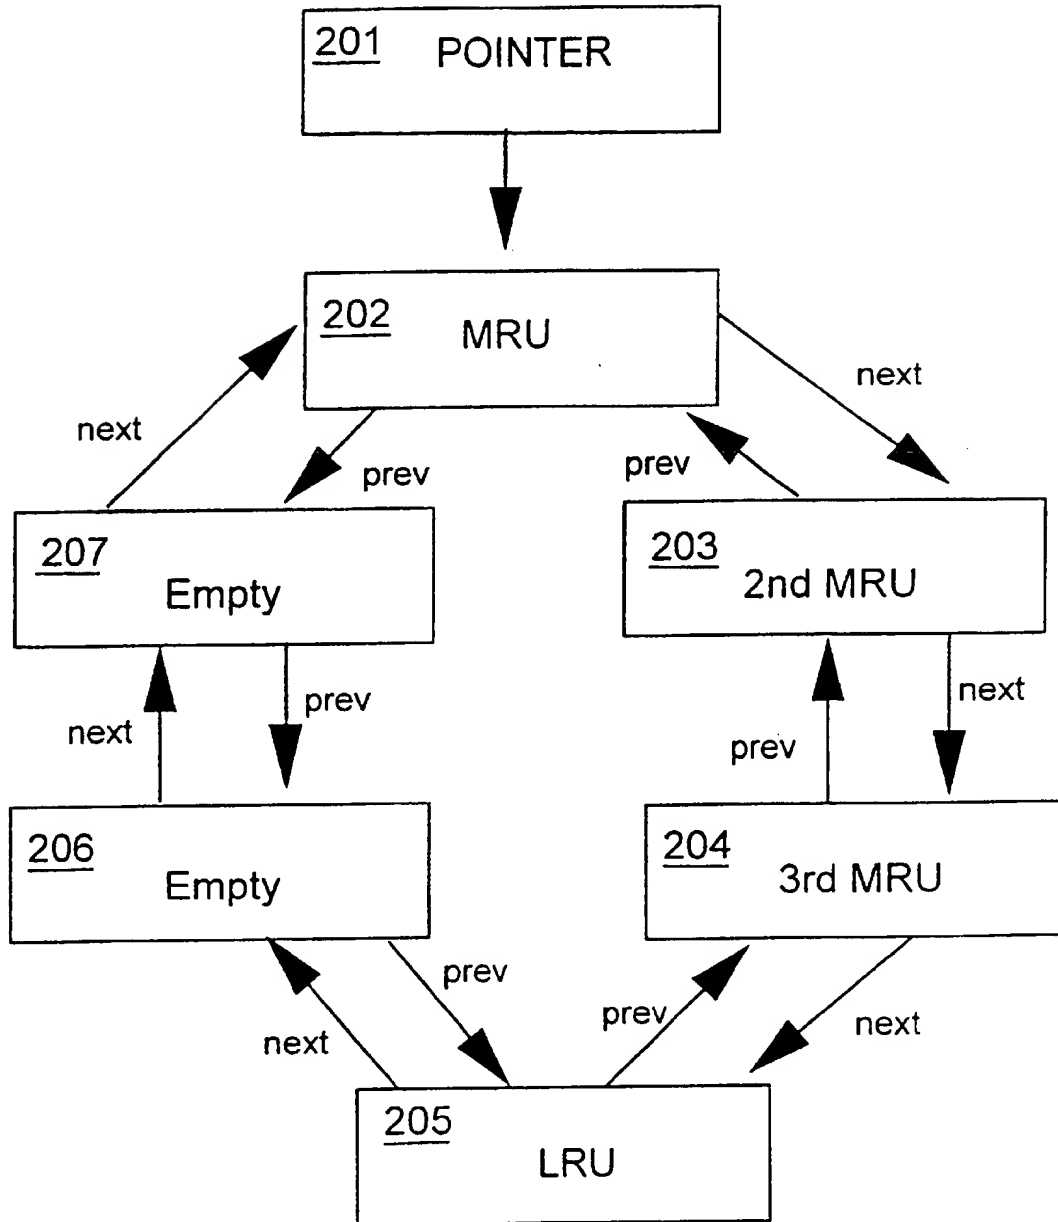 201 POINTER
202 MRU
next
next
prev
prev
207 Empty
203 2nd MRU
prev
next
next
prev
206 Empty
204 3rd MRU
prev
prev
next
next
205 LRU